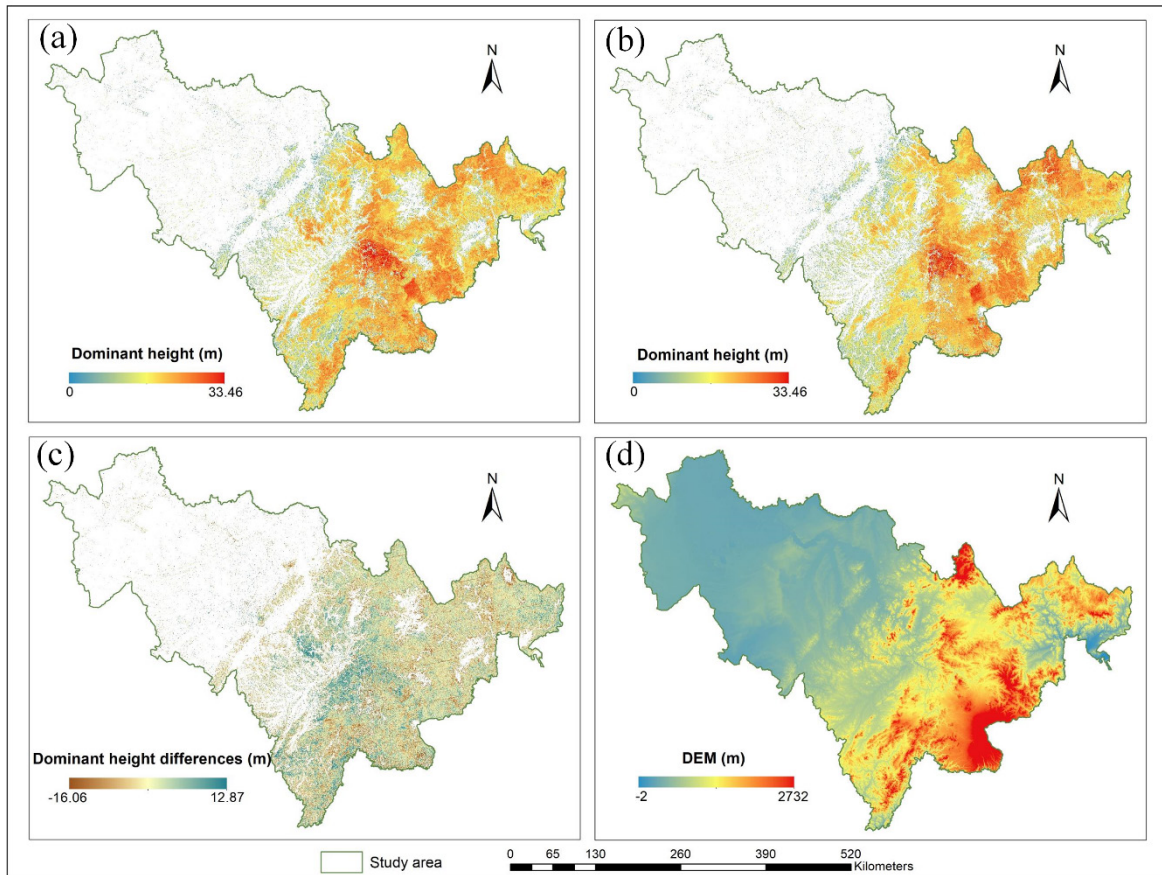 (a)
N
Dominant height (m)
0 33.46
(b)
N
Dominant height (m)
0 33.46
(c)
N
Dominant height differences (m)
-16.06 12.87
(d)
N
DEM (m)
-2 2732
Study area
0 65 130 260 390 520
Kilometers